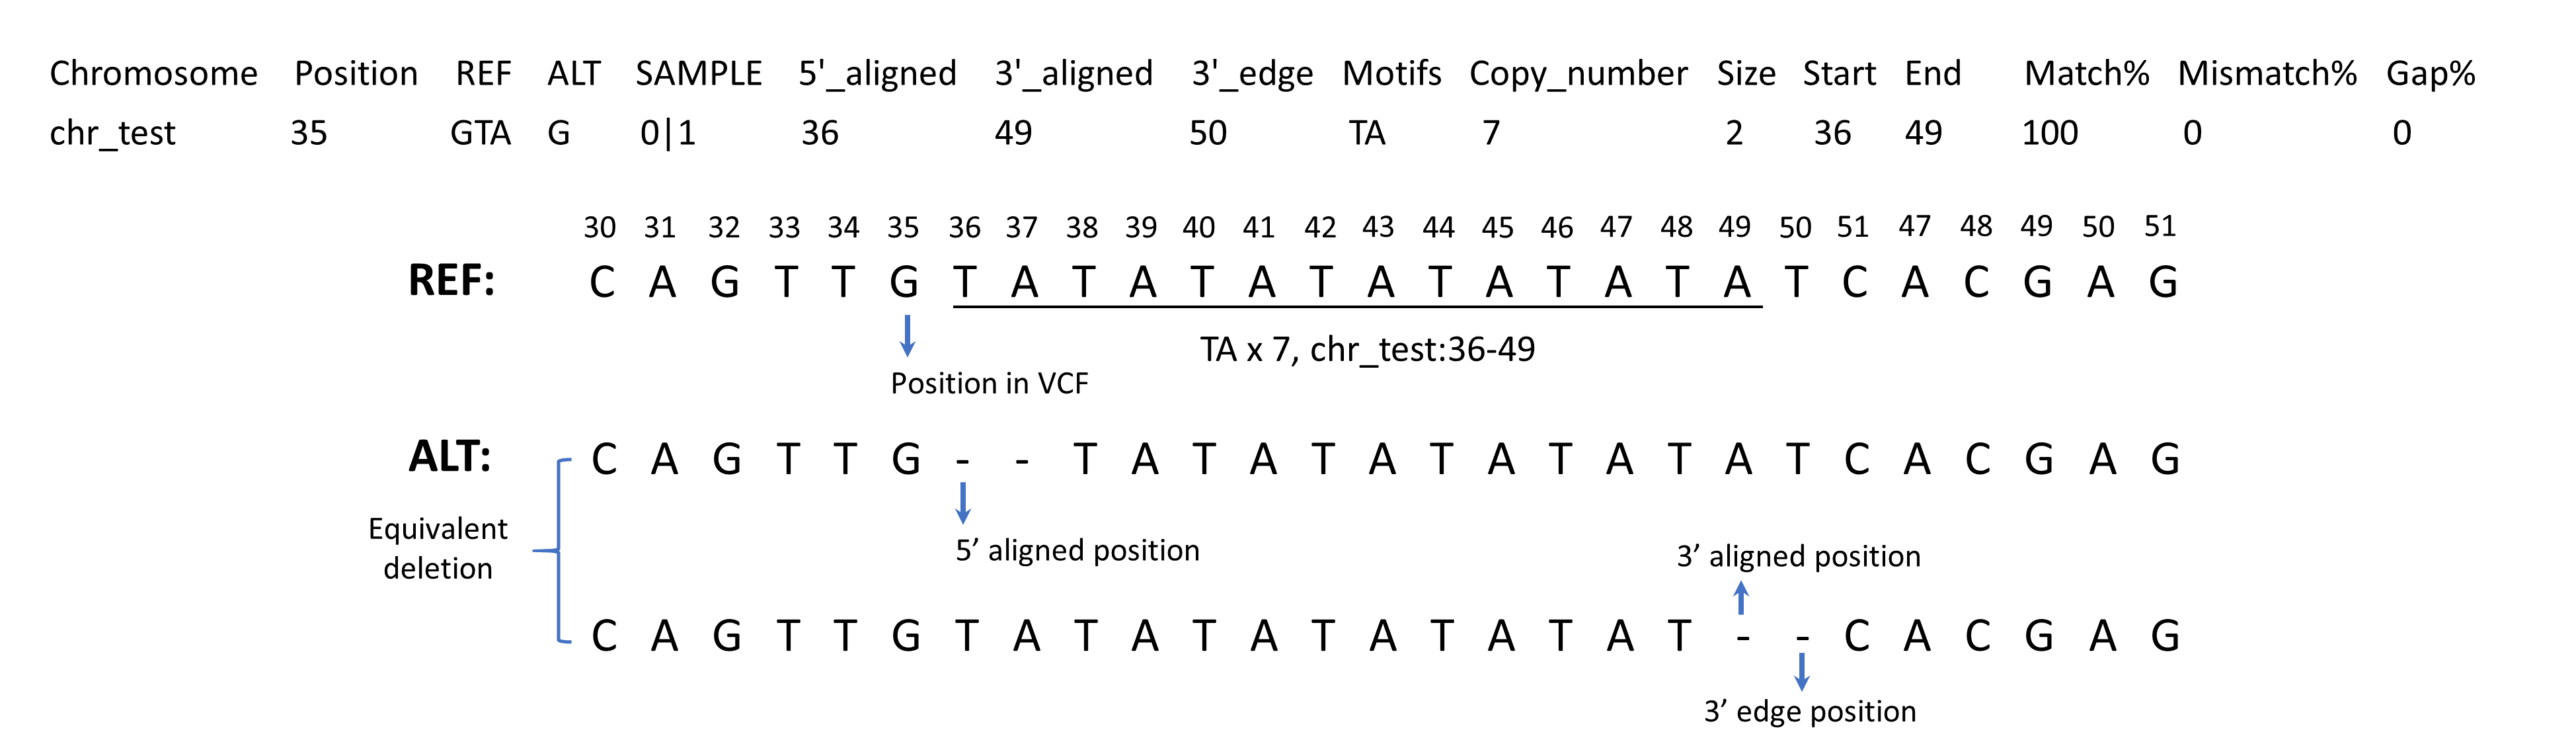 Chromosome Position REF ALT SAMPLE 5'_aligned 3'_aligned 3'_edge Motifs Copy_number Size Start End Match% Mismatch% Gap%
chr_test 35 GTA G 0|1 36 49 50 TA 7 2 36 49 100 0 0
30 31 32 33 34 35 36 37 38 39 40 41 42 43 44 45 46 47 48 49 50 51 47 48 49 50 51
REF: C A G T T G T A T A T A T A T A T A T A T C A C G A G
TA x 7, chr_test:36-49
Position in VCF
ALT: C A G T T G - - T A T A T A T A T A T A T C A C G A G
Equivalent
deletion
5’ aligned position
3’ aligned position
C A G T T G T A T A T A T A T A T A T - - C A C G A G
3’ edge position